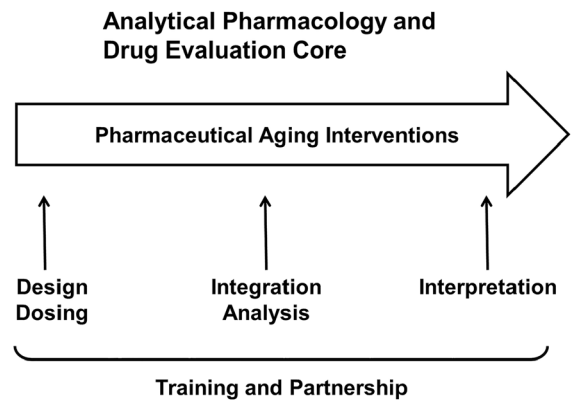 Analytical Pharmacology and
Drug Evaluation Core
Pharmaceutical Aging Interventions
Design
Dosing
Integration
Analysis
Interpretation
Training and Partnership